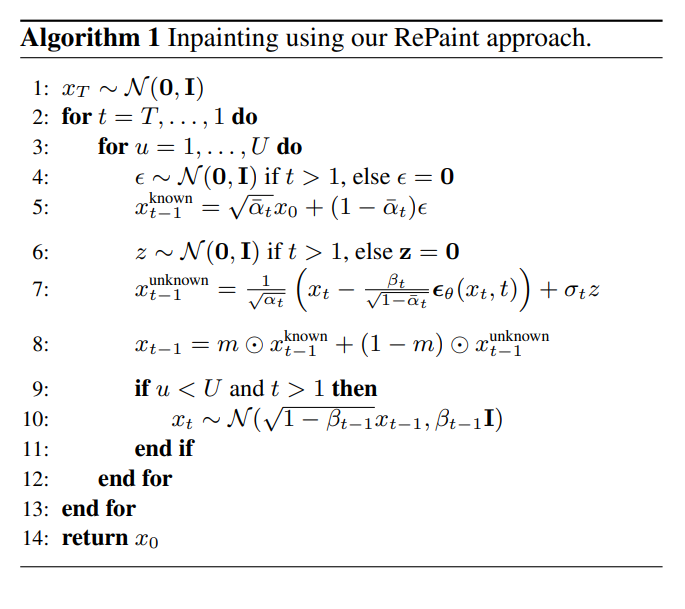 Algorithm 1 Inpainting using our RePaint approach.
1: $x_T \sim \mathcal{N}(\mathbf{0}, \mathbf{I})$
2: for $t = T, \ldots, 1$ do
3: for $u = 1, \ldots, U$ do
4: $\epsilon \sim \mathcal{N}(\mathbf{0}, \mathbf{I})$ if $t > 1$, else $\epsilon = \mathbf{0}$
5: $x_{t-1}^{\text{known}} = \sqrt{\bar{\alpha}_t} x_0 + (1 - \bar{\alpha}_t)\epsilon$
6: $z \sim \mathcal{N}(\mathbf{0}, \mathbf{I})$ if $t > 1$, else $\mathbf{z} = \mathbf{0}$
7: $x_{t-1}^{\text{unknown}} = \frac{1}{\sqrt{\alpha_t}} \left( x_t - \frac{\beta_t}{\sqrt{1 - \bar{\alpha}_t}} \boldsymbol{\epsilon}_\theta(x_t, t) \right) + \sigma_t z$
8: $x_{t-1} = m \odot x_{t-1}^{\text{known}} + (1 - m) \odot x_{t-1}^{\text{unknown}}$
9: if $u < U$ and $t > 1$ then
10: $x_t \sim \mathcal{N}(\sqrt{1 - \beta_{t-1}} x_{t-1}, \beta_{t-1} \mathbf{I})$
11: end if
12: end for
13: end for
14: return $x_0$